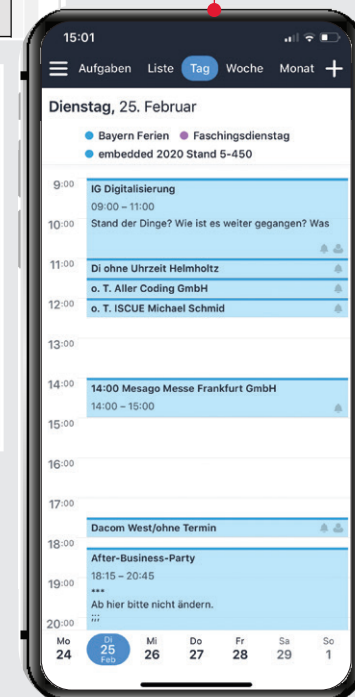 15:01
Aufgaben Liste Tag Woche Monat +
Dienstag, 25. Februar
Bayern Ferien Faschingsdienstag
embedded 2020 Stand 5-450
9:00
IG Digitalisierung
09:00 – 11:00
10:00 Stand der Dinge? Wie ist es weiter gegangen? Was
11:00 Di ohne Uhrzeit Helmholtz
o. T. Aller Coding GmbH
12:00 o. T. ISCUE Michael Schmid
13:00
14:00 14:00 Mesago Messe Frankfurt GmbH
14:00 – 15:00
15:00
16:00
17:00
Dacom West/ohne Termin
18:00
After-Business-Party
18:15 – 20:45
19:00
***
Ab hier bitte nicht ändern.
;;;
20:00
Mo Di Mi Do Fr Sa So
24 25 26 27 28 29 1
Feb